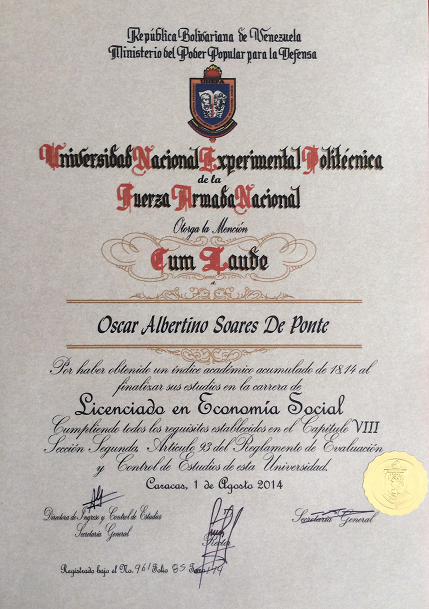 República Bolivariana de Venezuela
Ministerio del Poder Popular para la Defensa
Universidad Nacional Experimental Politécnica
de la
Fuerza Armada Nacional
Otorga la Mención
Cum Laude
a:
Oscar Albertino Soares De Ponte
Por haber obtenido un índice académico acumulado de 18,14 al
finalizar sus estudios en la carrera de
Licenciado en Economía Social
Cumpliendo todos los requisitos establecidos en el Capítulo VIII
Sección Segunda, Artículo 93 del Reglamento de Evaluación
y Control de Estudios de esta Universidad.
Caracas, 1 de Agosto 2014
Directora de Ingreso y Control de Estudios
Secretaría General
Rector
Secretaria General
Registrado bajo el No. 961 Folio 85 Tomo